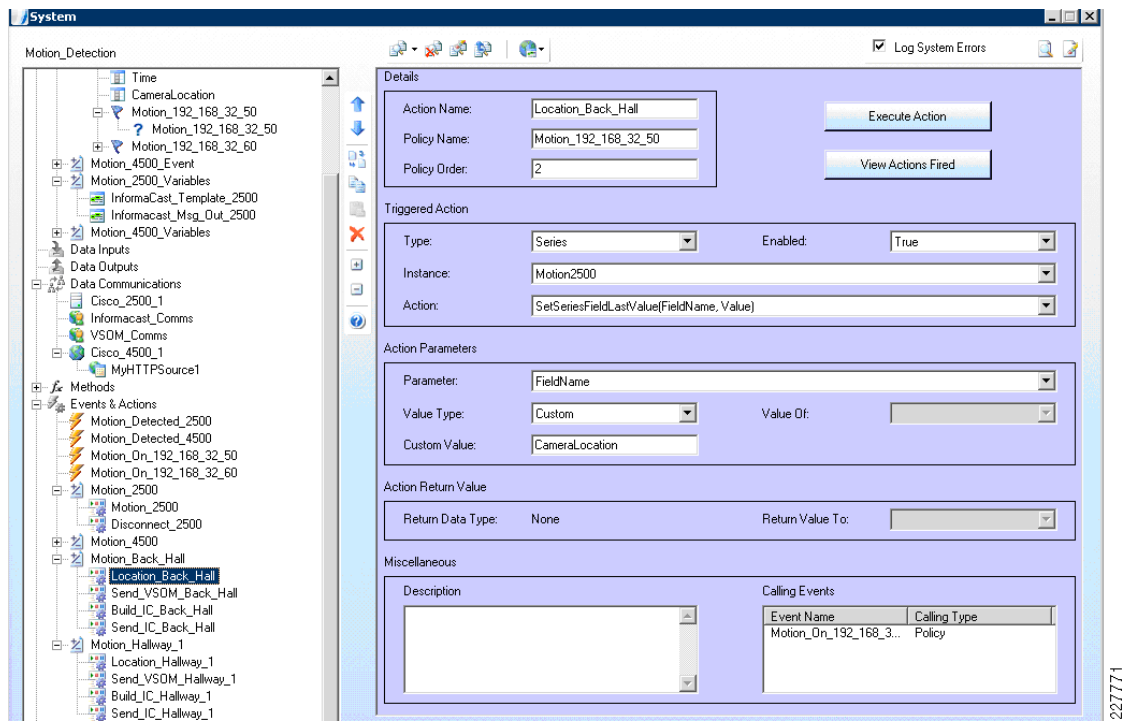 System
Motion_Detection
Log System Errors
Time
CameraLocation
Motion_192_168_32_50
? Motion_192_168_32_50
Motion_192_168_32_60
Motion_4500_Event
Motion_2500_Variables
InformaCast_Template_2500
Informacast_Msg_Out_2500
Motion_4500_Variables
Data Inputs
Data Outputs
Data Communications
Cisco_2500_1
Informacast_Comms
VSOM_Comms
Cisco_4500_1
MyHTTPSource1
fx Methods
Events & Actions
Motion_Detected_2500
Motion_Detected_4500
Motion_On_192_168_32_50
Motion_On_192_168_32_60
Motion_2500
Motion_2500
Disconnect_2500
Motion_4500
Motion_Back_Hall
Location_Back_Hall
Send_VSOM_Back_Hall
Build_IC_Back_Hall
Send_IC_Back_Hall
Motion_Hallway_1
Location_Hallway_1
Send_VSOM_Hallway_1
Build_IC_Hallway_1
Send_IC_Hallway_1
Details
Action Name: Location_Back_Hall
Execute Action
Policy Name: Motion_192_168_32_50
Policy Order: 2
View Actions Fired
Triggered Action
Type: Series Enabled: True
Instance: Motion2500
Action: SetSeriesFieldLastValue(FieldName, Value)
Action Parameters
Parameter: FieldName
Value Type: Custom Value Of:
Custom Value: CameraLocation
Action Return Value
Return Data Type: None Return Value To:
Miscellaneous
Description Calling Events
Event Name Calling Type
Motion_On_192_168_3... Policy
227771